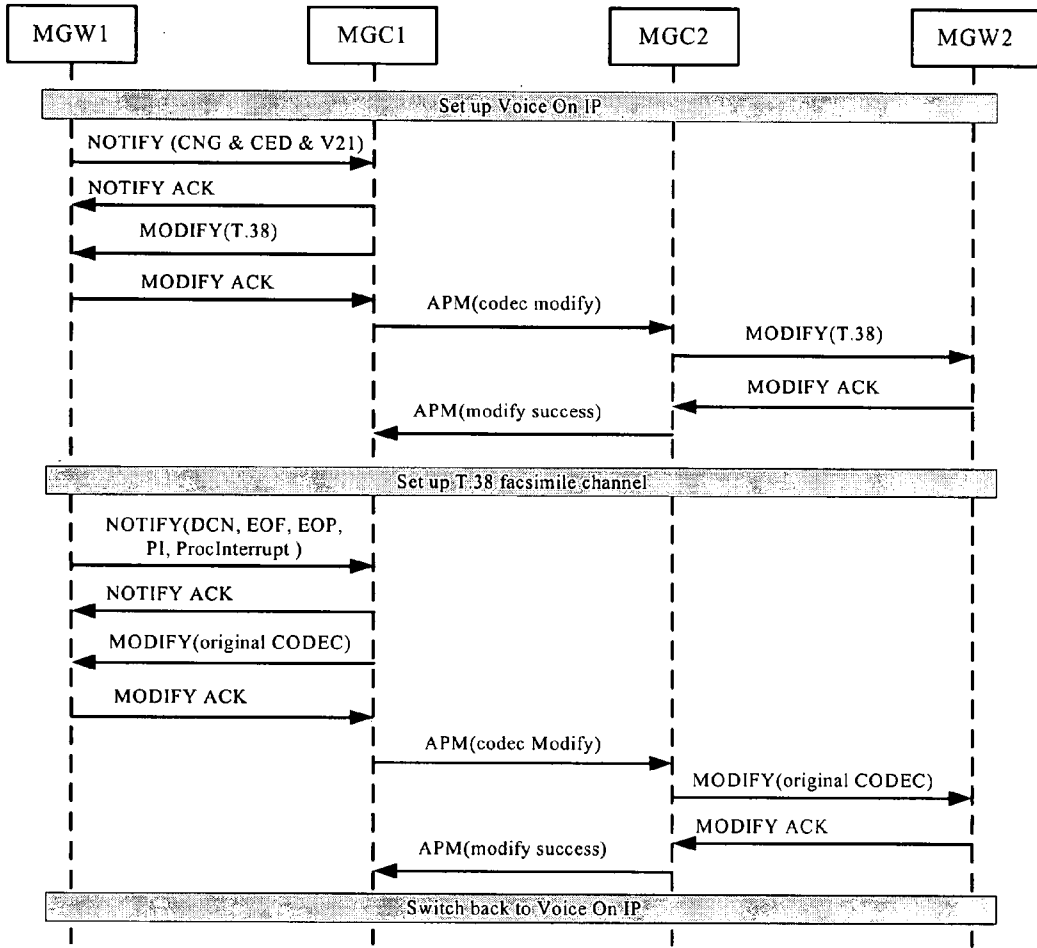 MGW1
MGC1
MGC2
MGW2
Set up Voice On IP
NOTIFY (CNG & CED & V21)
NOTIFY ACK
MODIFY(T.38)
MODIFY ACK
APM(codec modify)
MODIFY(T.38)
MODIFY ACK
APM(modify success)
Set up T.38 facsimile channel
NOTIFY(DCN, EOF, EOP,
PI, ProcInterrupt )
NOTIFY ACK
MODIFY(original CODEC)
MODIFY ACK
APM(codec Modify)
MODIFY(original CODEC)
MODIFY ACK
APM(modify success)
Switch back to Voice On IP